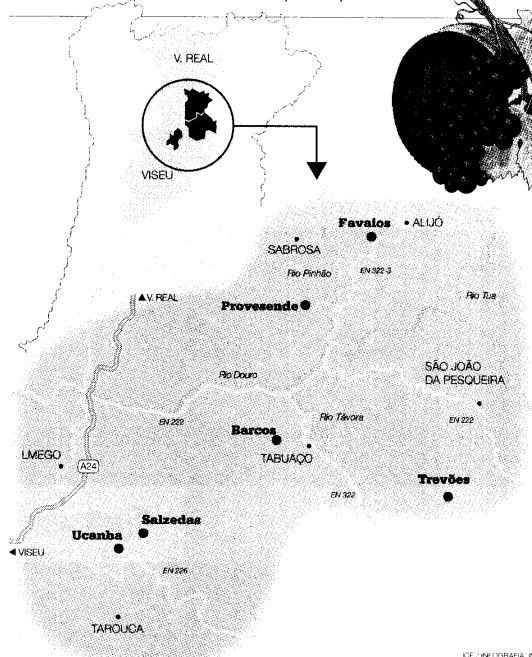 V. REAL
VISEU
Favaios
ALIJÓ
SABROSA
Rio Pinhão
EN 322-3
▲V. REAL
Provesende
Rio Tua
SÃO JOÃO
DA PESQUEIRA
Rio Douro
EN 222
Rio Távora
EN 222
Barcos
TABUAÇO
LMEGO
A24
EN 322
Trevões
Salzedas
Ucanha
◄ VISEU
EN 226
TAROUCA